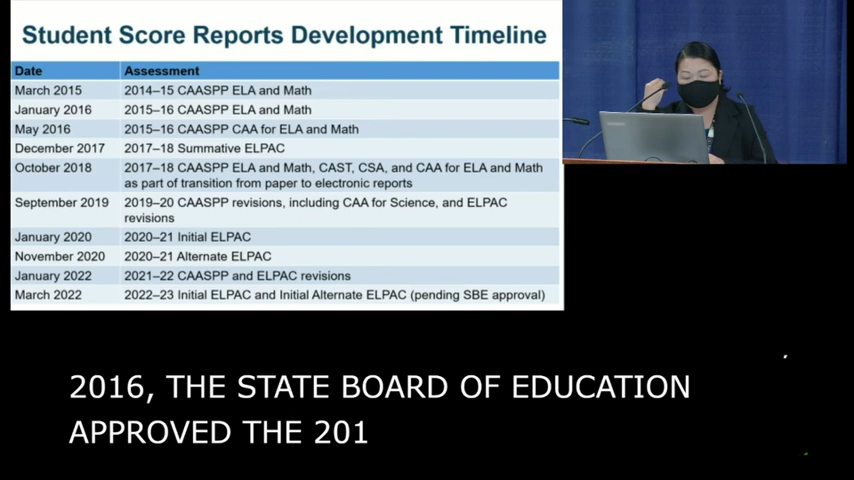 Student Score Reports Development Timeline
Date Assessment
March 2015 2014–15 CAASPP ELA and Math
January 2016 2015–16 CAASPP ELA and Math
May 2016 2015–16 CAASPP CAA for ELA and Math
December 2017 2017–18 Summative ELPAC
October 2018 2017–18 CAASPP ELA and Math, CAST, CSA, and CAA for ELA and Math
as part of transition from paper to electronic reports
September 2019 2019–20 CAASPP revisions, including CAA for Science, and ELPAC
revisions
January 2020 2020–21 Initial ELPAC
November 2020 2020–21 Alternate ELPAC
January 2022 2021–22 CAASPP and ELPAC revisions
March 2022 2022–23 Initial ELPAC and Initial Alternate ELPAC (pending SBE approval)
2016, THE STATE BOARD OF EDUCATION
APPROVED THE 201